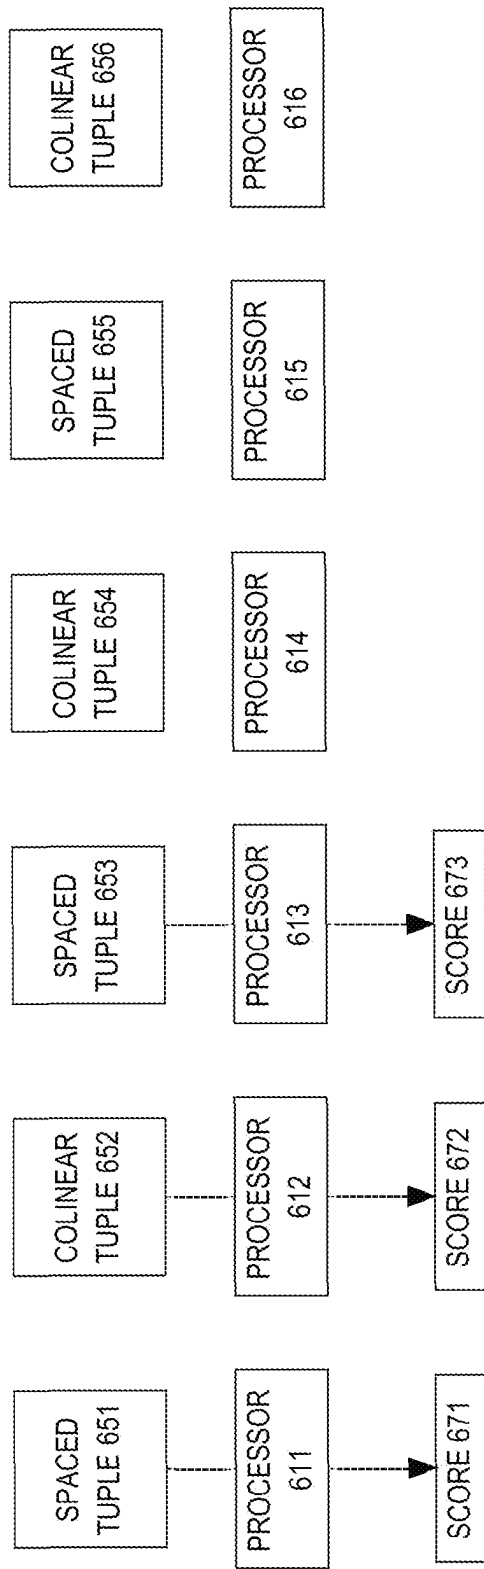 SPACED
TUPLE 651
COLINEAR
TUPLE 652
SPACED
TUPLE 653
COLINEAR
TUPLE 654
SPACED
TUPLE 655
COLINEAR
TUPLE 656
PROCESSOR
611
PROCESSOR
612
PROCESSOR
613
PROCESSOR
614
PROCESSOR
615
PROCESSOR
616
SCORE 671
SCORE 672
SCORE 673